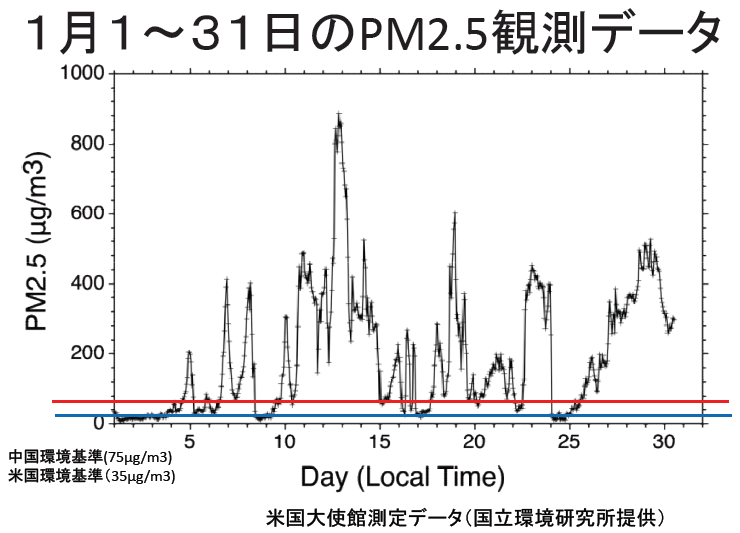 １月１～３１日のPM2.5観測データ
1000
800
600
400
200
0
PM2.5 (μg/m3)
5 10 15 20 25 30
Day (Local Time)
中国環境基準(75μg/m3)
米国環境基準（35μg/m3)
米国大使館測定データ（国立環境研究所提供）